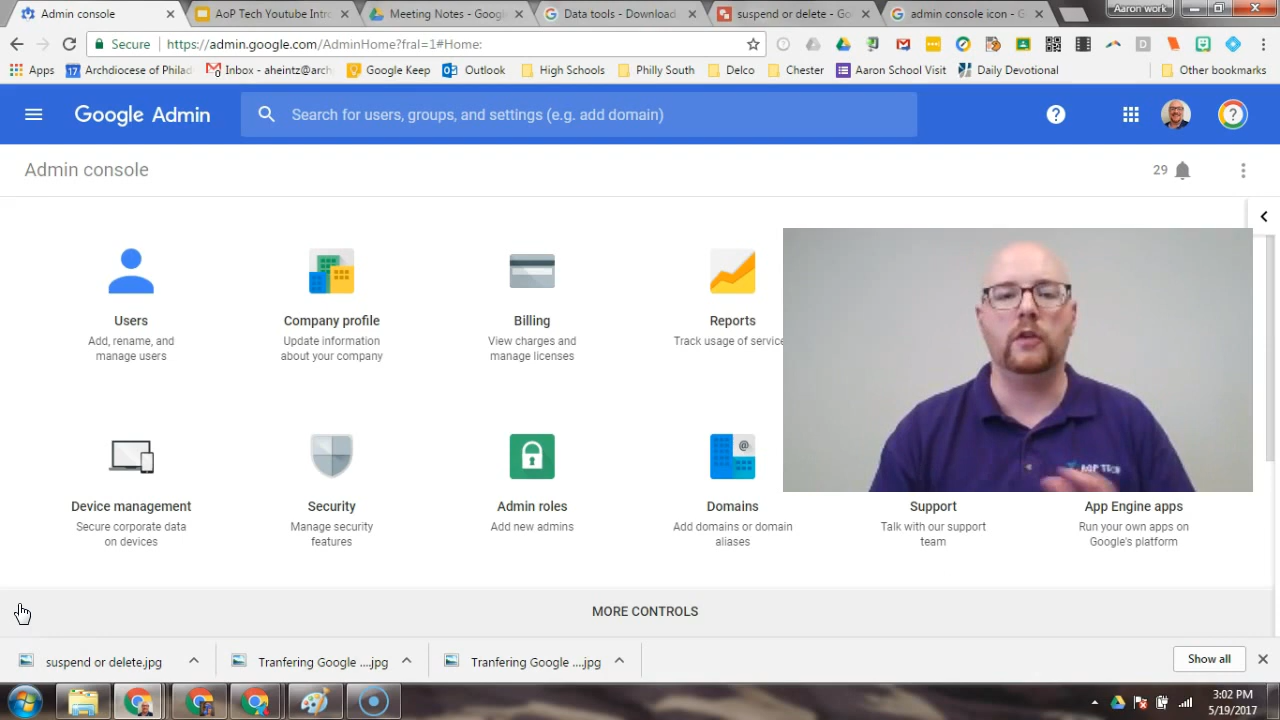 Admin console
AoP Tech Youtube Intro
Meeting Notes - Google
Data tools - Download
suspend or delete - Go
admin console icon - G
Aaron work
Secure
https://admin.google.com/AdminHome?fral=1#Home:
Apps
17
Archdiocese of Philad
Inbox - aheintz@arch
Google Keep
Outlook
High Schools
Philly South
Delco
Chester
Aaron School Visit
Daily Devotional
Other bookmarks
Google Admin
Search for users, groups, and settings (e.g. add domain)
Admin console
29
Users
Add, rename, and
manage users
Company profile
Update information
about your company
Billing
View charges and
manage licenses
Reports
Track usage of service
AOP TECH
Device management
Secure corporate data
on devices
Security
Manage security
features
Admin roles
Add new admins
Domains
Add domains or domain
aliases
Support
Talk with our support
team
App Engine apps
Run your own apps on
Google's platform
MORE CONTROLS
suspend or delete.jpg
Tranfering Google ....jpg
Tranfering Google ....jpg
Show all
3:02 PM
5/19/2017